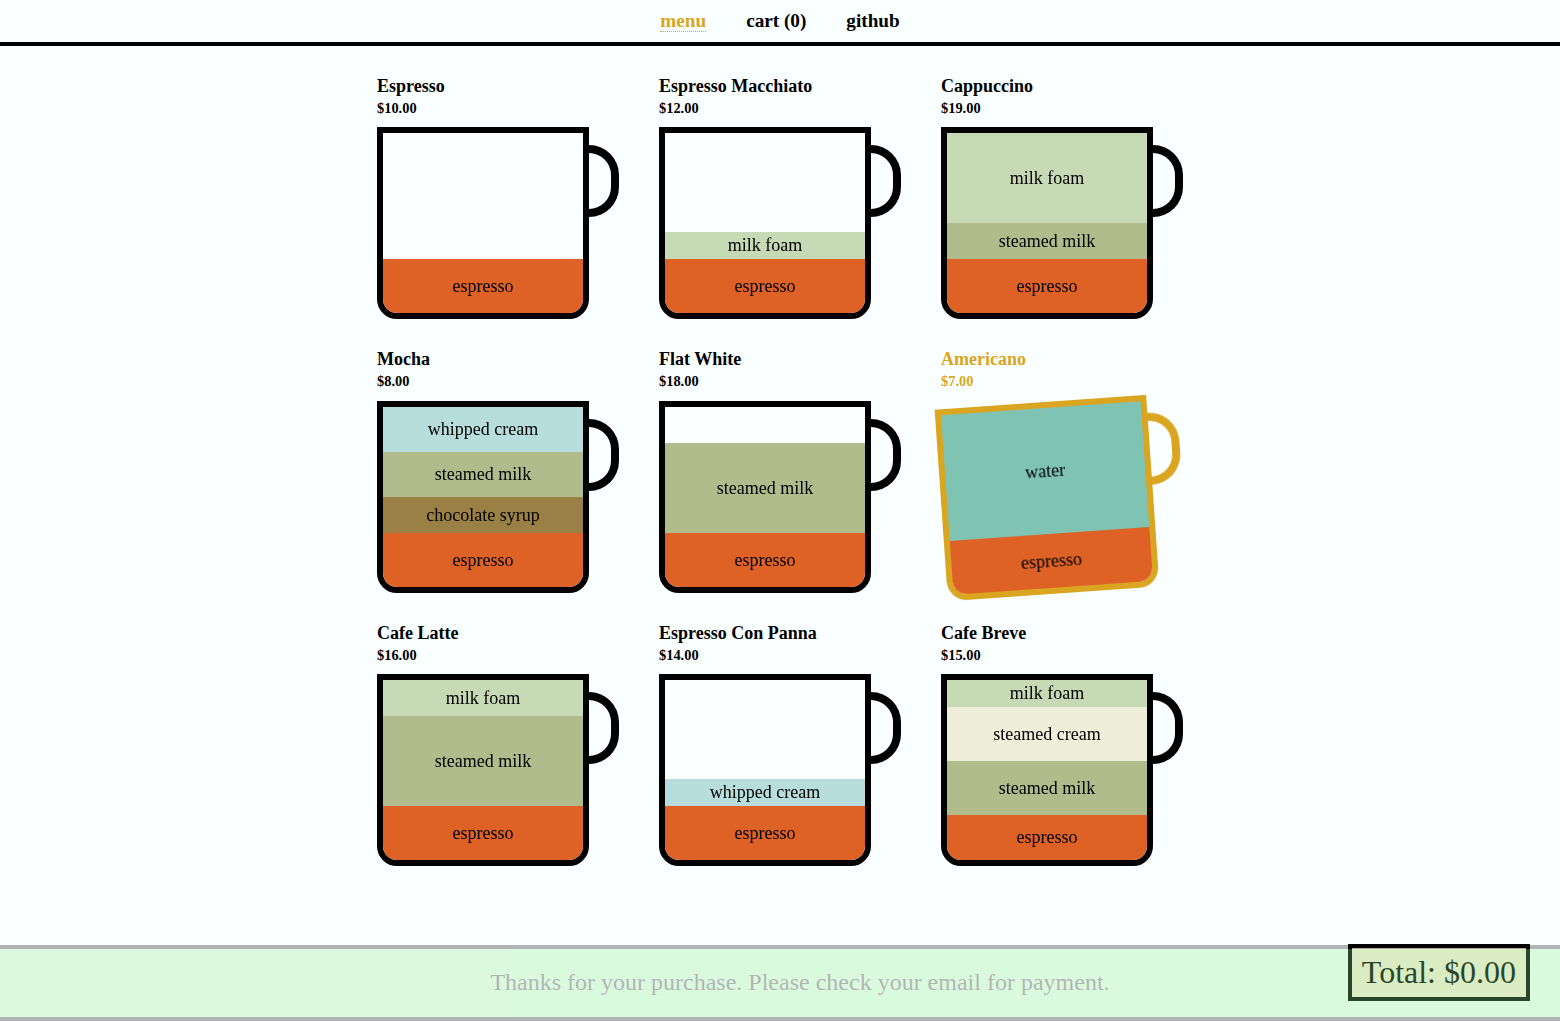 menu cart (0) github
Espresso
$10.00
espresso
Espresso Macchiato
$12.00
milk foam
espresso
Cappuccino
$19.00
milk foam
steamed milk
espresso
Mocha
$8.00
whipped cream
steamed milk
chocolate syrup
espresso
Flat White
$18.00
steamed milk
espresso
Americano
$7.00
water
espresso
Cafe Latte
$16.00
milk foam
steamed milk
espresso
Espresso Con Panna
$14.00
whipped cream
espresso
Cafe Breve
$15.00
milk foam
steamed cream
steamed milk
espresso
Thanks for your purchase. Please check your email for payment.
Total: $0.00